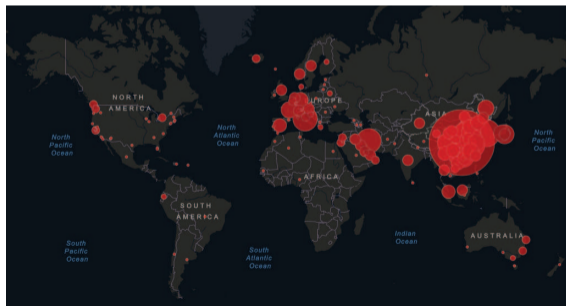 NORTH
AMERICA
EUROPE
ASIA
North
Pacific
Ocean
North
Atlantic
Ocean
North
Pacific
Ocean
AFRICA
SOUTH
AMERICA
Indian
Ocean
AUSTRALIA
South
Pacific
Ocean
South
Atlantic
Ocean